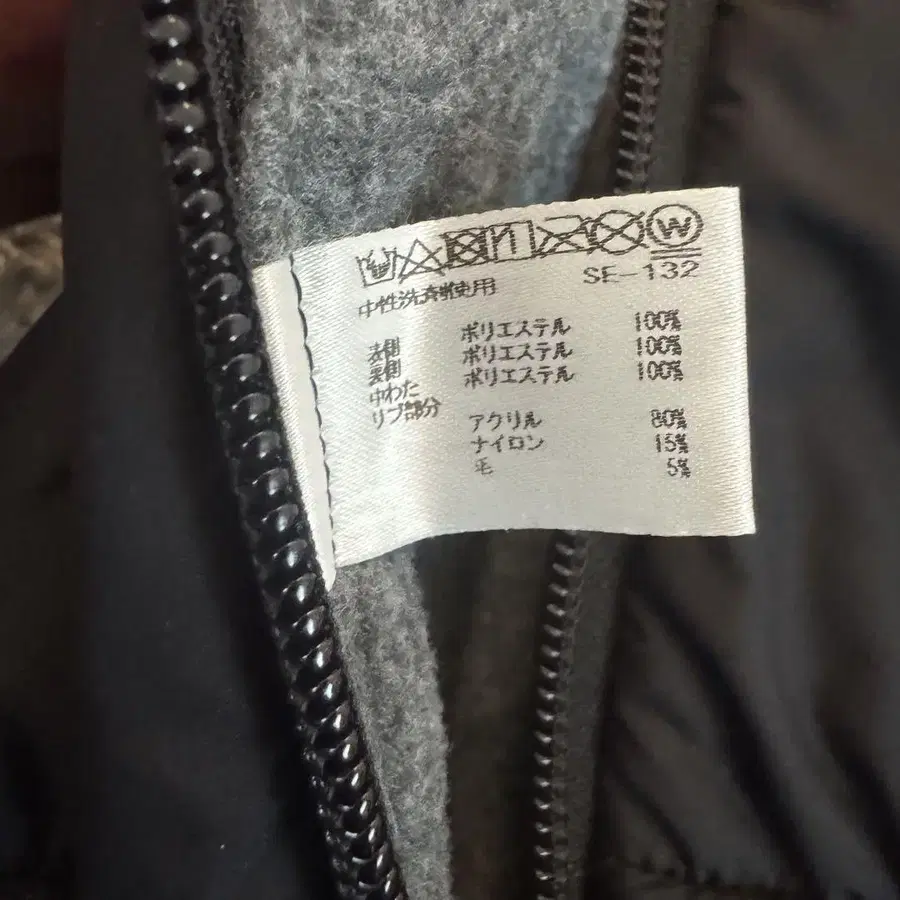 W
SE-132
中性洗剤使用
表側 ポリエステル 100%
裏側 ポリエステル 100%
中わた ポリエステル 100%
リブ部分 アクリル 80%
ナイロン 15%
毛 5%